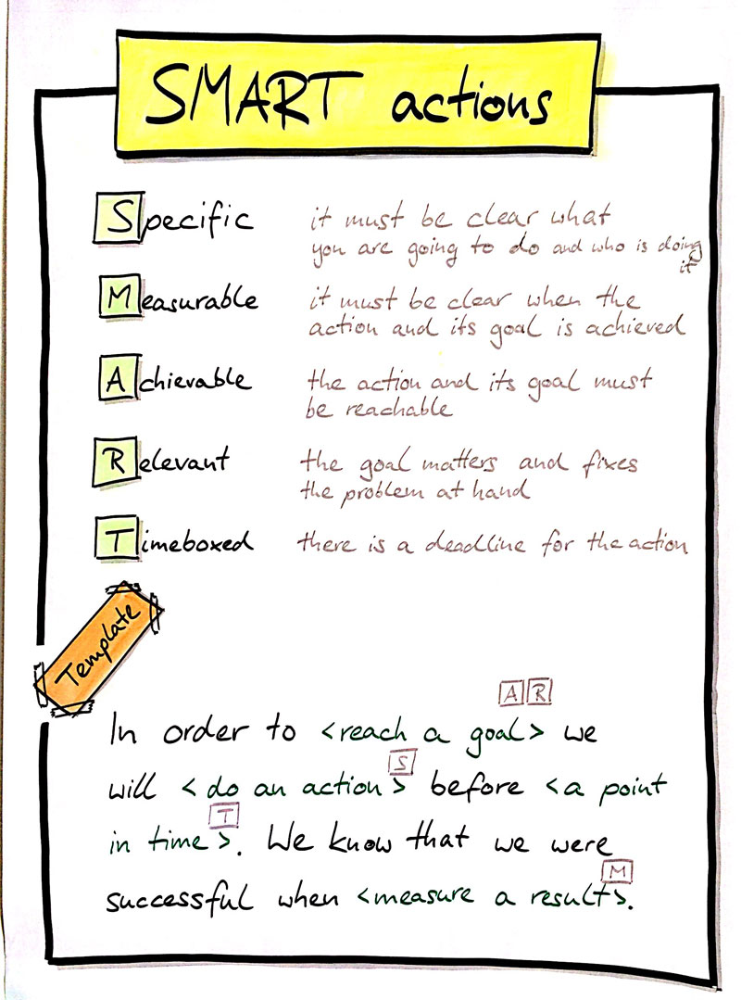 SMART actions
Specific
it must be clear what
you are going to do and who is doing
it
Measurable
it must be clear when the
action and its goal is achieved
Achievable
the action and its goal must
be reachable
Relevant
the goal matters and fixes
the problem at hand
Timeboxed
there is a deadline for the action
Template
A R
In order to <reach a goal> we
S
will <do an action> before <a point
T
in time>. We know that we were
M
successful when <measure a result>.